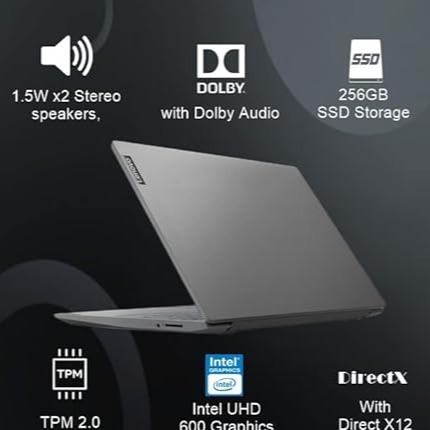 1.5W x2 Stereo
speakers,
DOLBY.
with Dolby Audio
SSD
256GB
SSD Storage
Lenovo
TPM
TPM 2.0
Intel
GRAPHICS
intel
Intel UHD
600 Graphics
DirectX
With
Direct X12